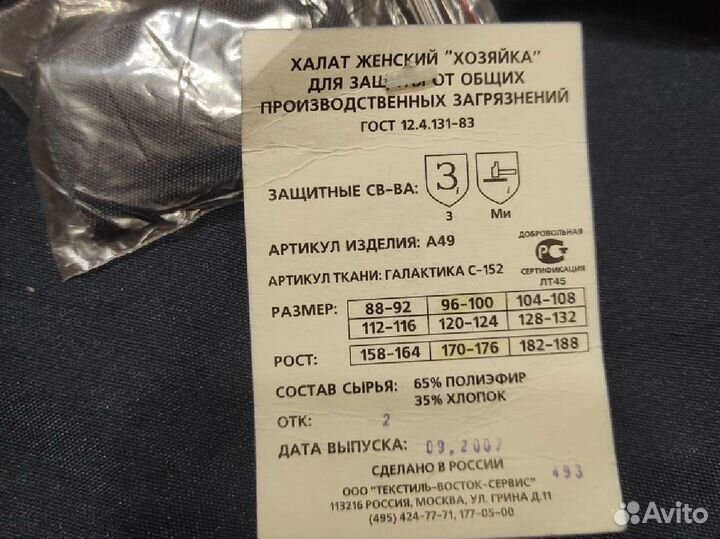 ХАЛАТ ЖЕНСКИЙ "ХОЗЯЙКА"
ДЛЯ ЗАЩИТЫ ОТ ОБЩИХ
ПРОИЗВОДСТВЕННЫХ ЗАГРЯЗНЕНИЙ
ГОСТ 12.4.131-83
ЗАЩИТНЫЕ СВ-ВА: З i i
З Ми
АРТИКУЛ ИЗДЕЛИЯ: А49
ДОБРОВОЛЬНАЯ
РСТ
СЕРТИФИКАЦИЯ
ЛТ45
АРТИКУЛ ТКАНИ: ГАЛАКТИКА С-152
РАЗМЕР: 88-92 96-100 104-108
112-116 120-124 128-132
РОСТ: 158-164 170-176 182-188
СОСТАВ СЫРЬЯ: 65% ПОЛИЭФИР
35% ХЛОПОК
ОТК: 2
ДАТА ВЫПУСКА: 09,2007
СДЕЛАНО В РОССИИ
493
ООО "ТЕКСТИЛЬ-ВОСТОК-СЕРВИС"
113216 РОССИЯ, МОСКВА, УЛ. ГРИНА Д.11
(495) 424-77-71, 177-05-00
Avito